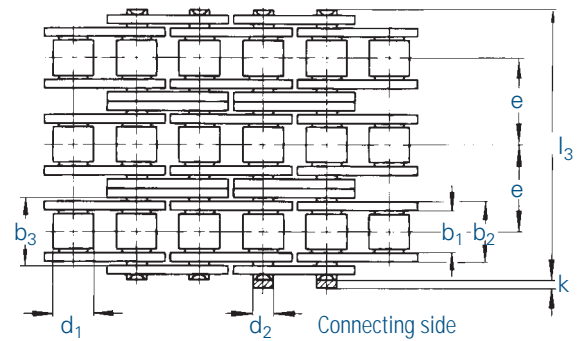 e
l3
e
b3
b1 - b2
k
d1
d2
Connecting side